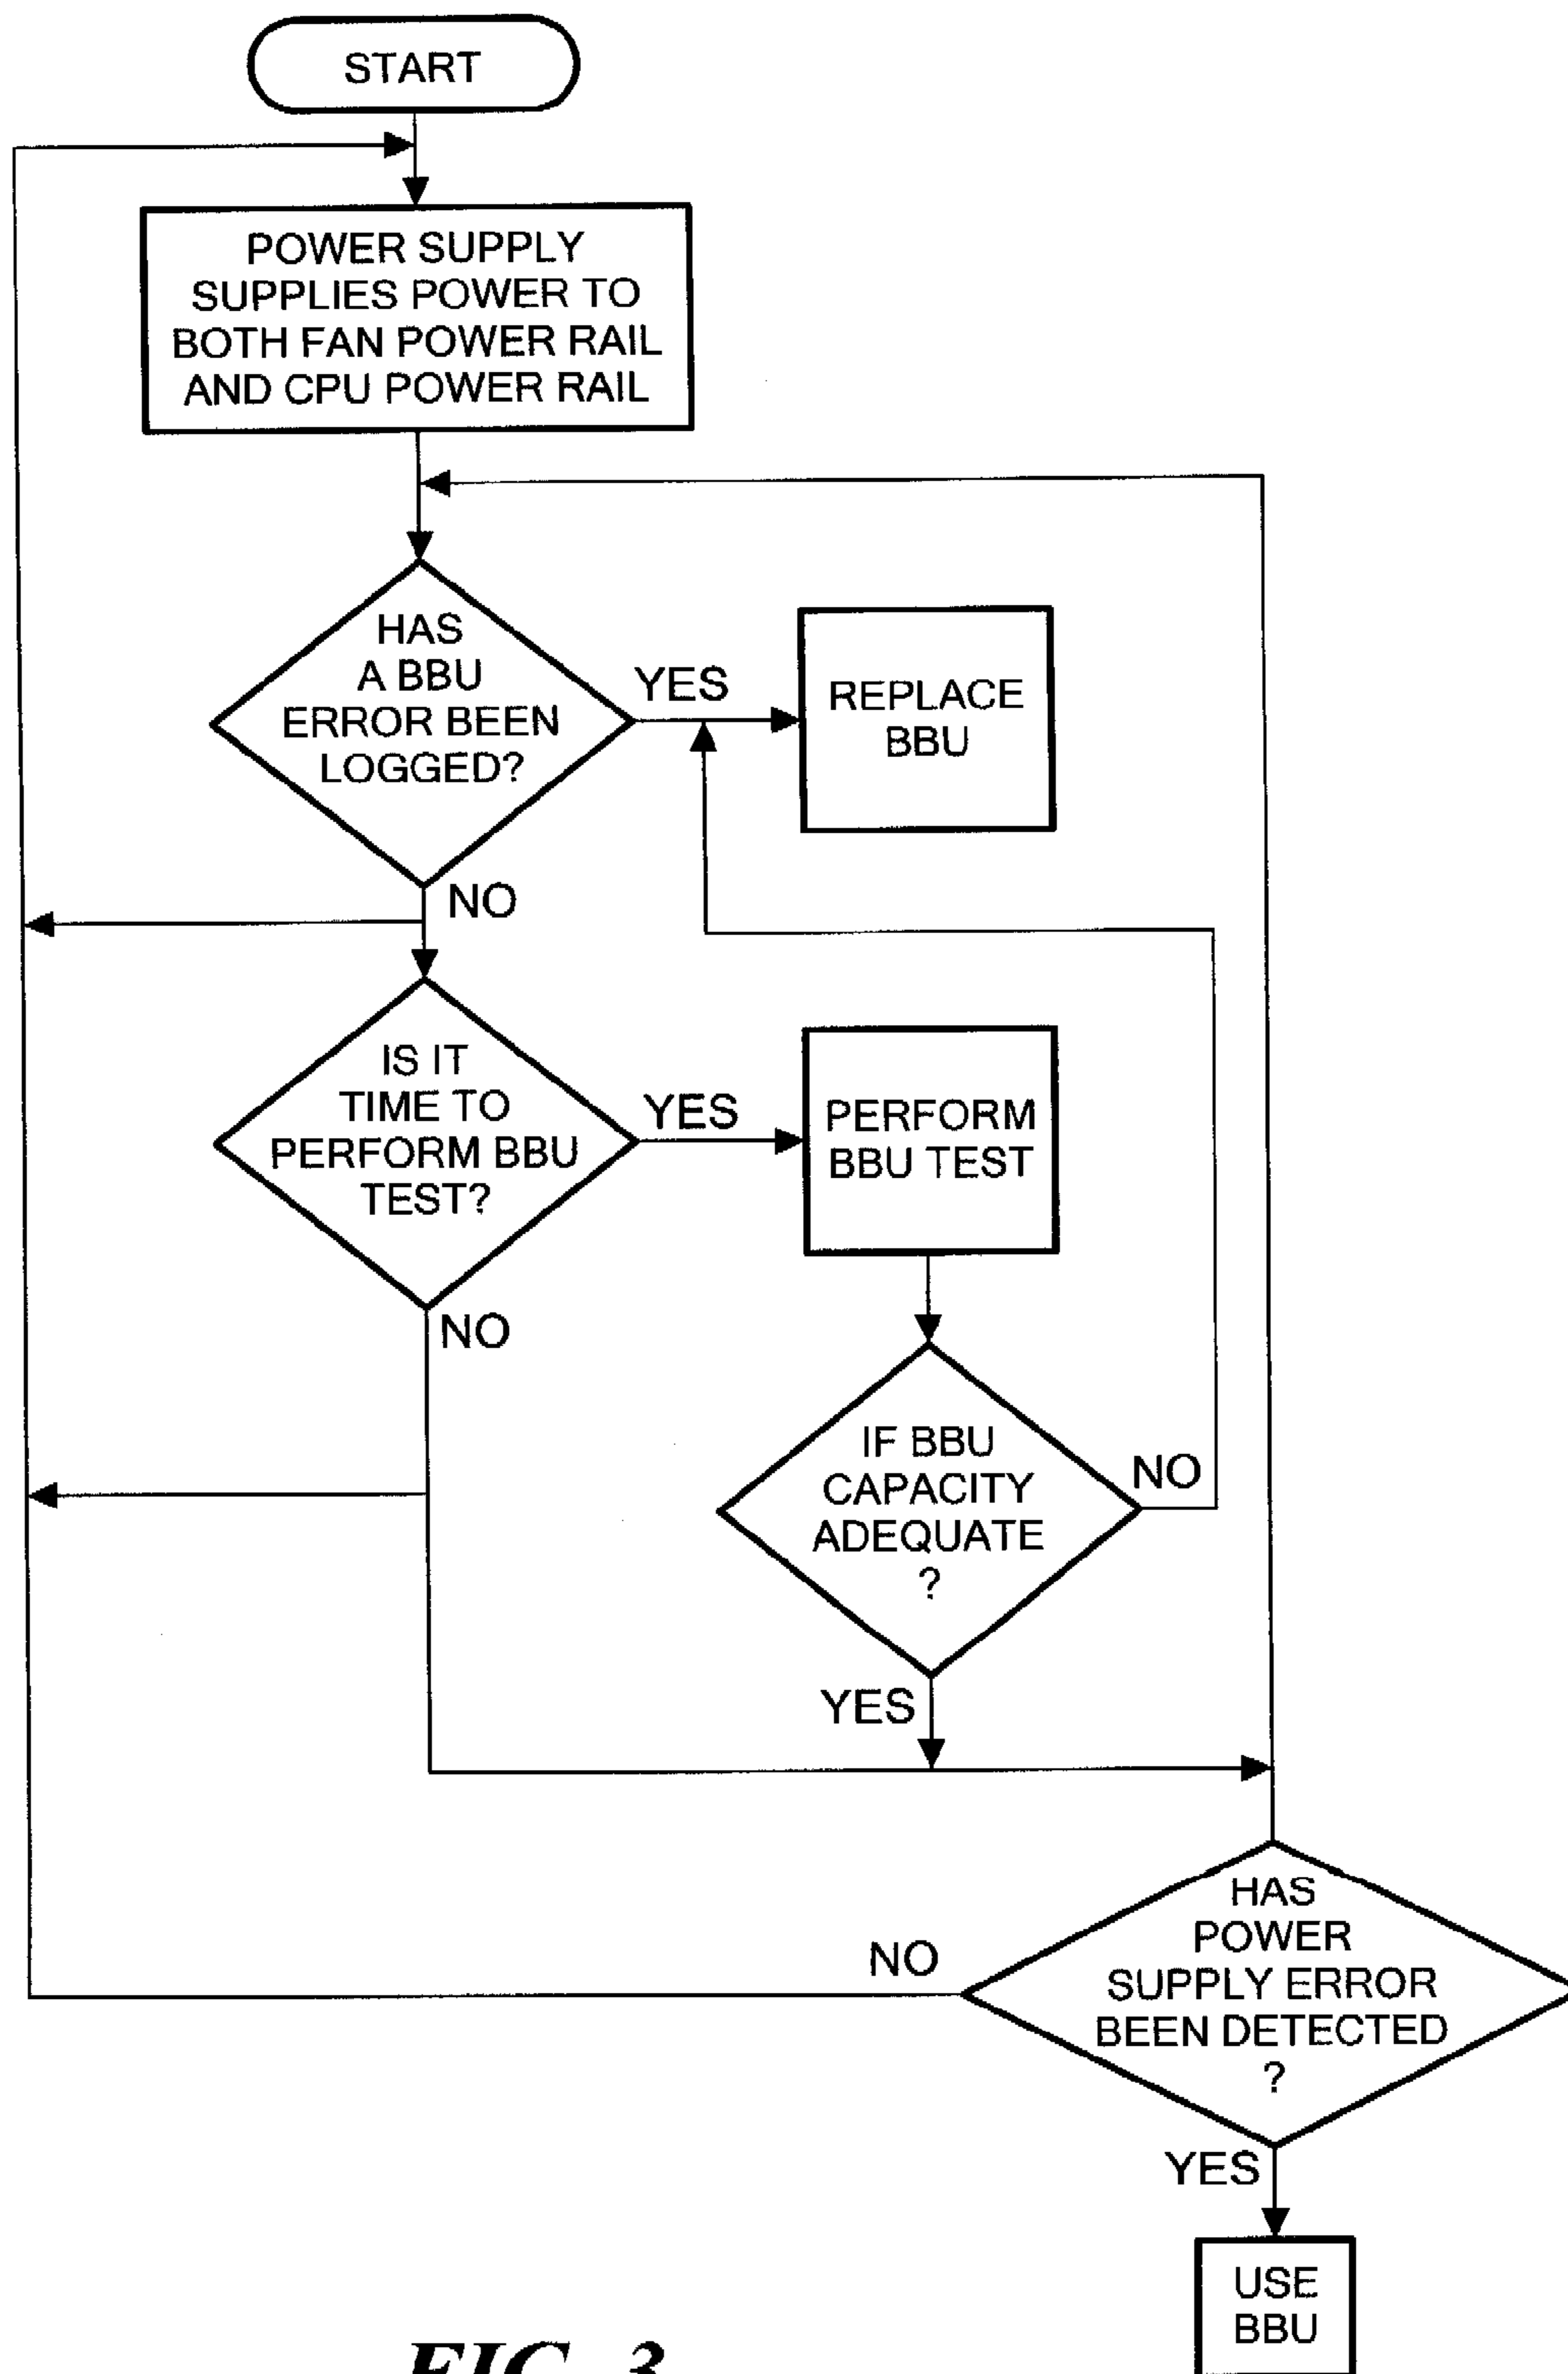 START
POWER SUPPLY
SUPPLIES POWER TO
BOTH FAN POWER RAIL
AND CPU POWER RAIL
HAS
A BBU
ERROR BEEN
LOGGED?
YES
REPLACE
BBU
NO
IS IT
TIME TO
PERFORM BBU
TEST?
YES
PERFORM
BBU TEST
NO
IF BBU
CAPACITY
ADEQUATE
?
NO
YES
HAS
POWER
SUPPLY ERROR
BEEN DETECTED
?
NO
YES
USE
BBU
FIG. 3